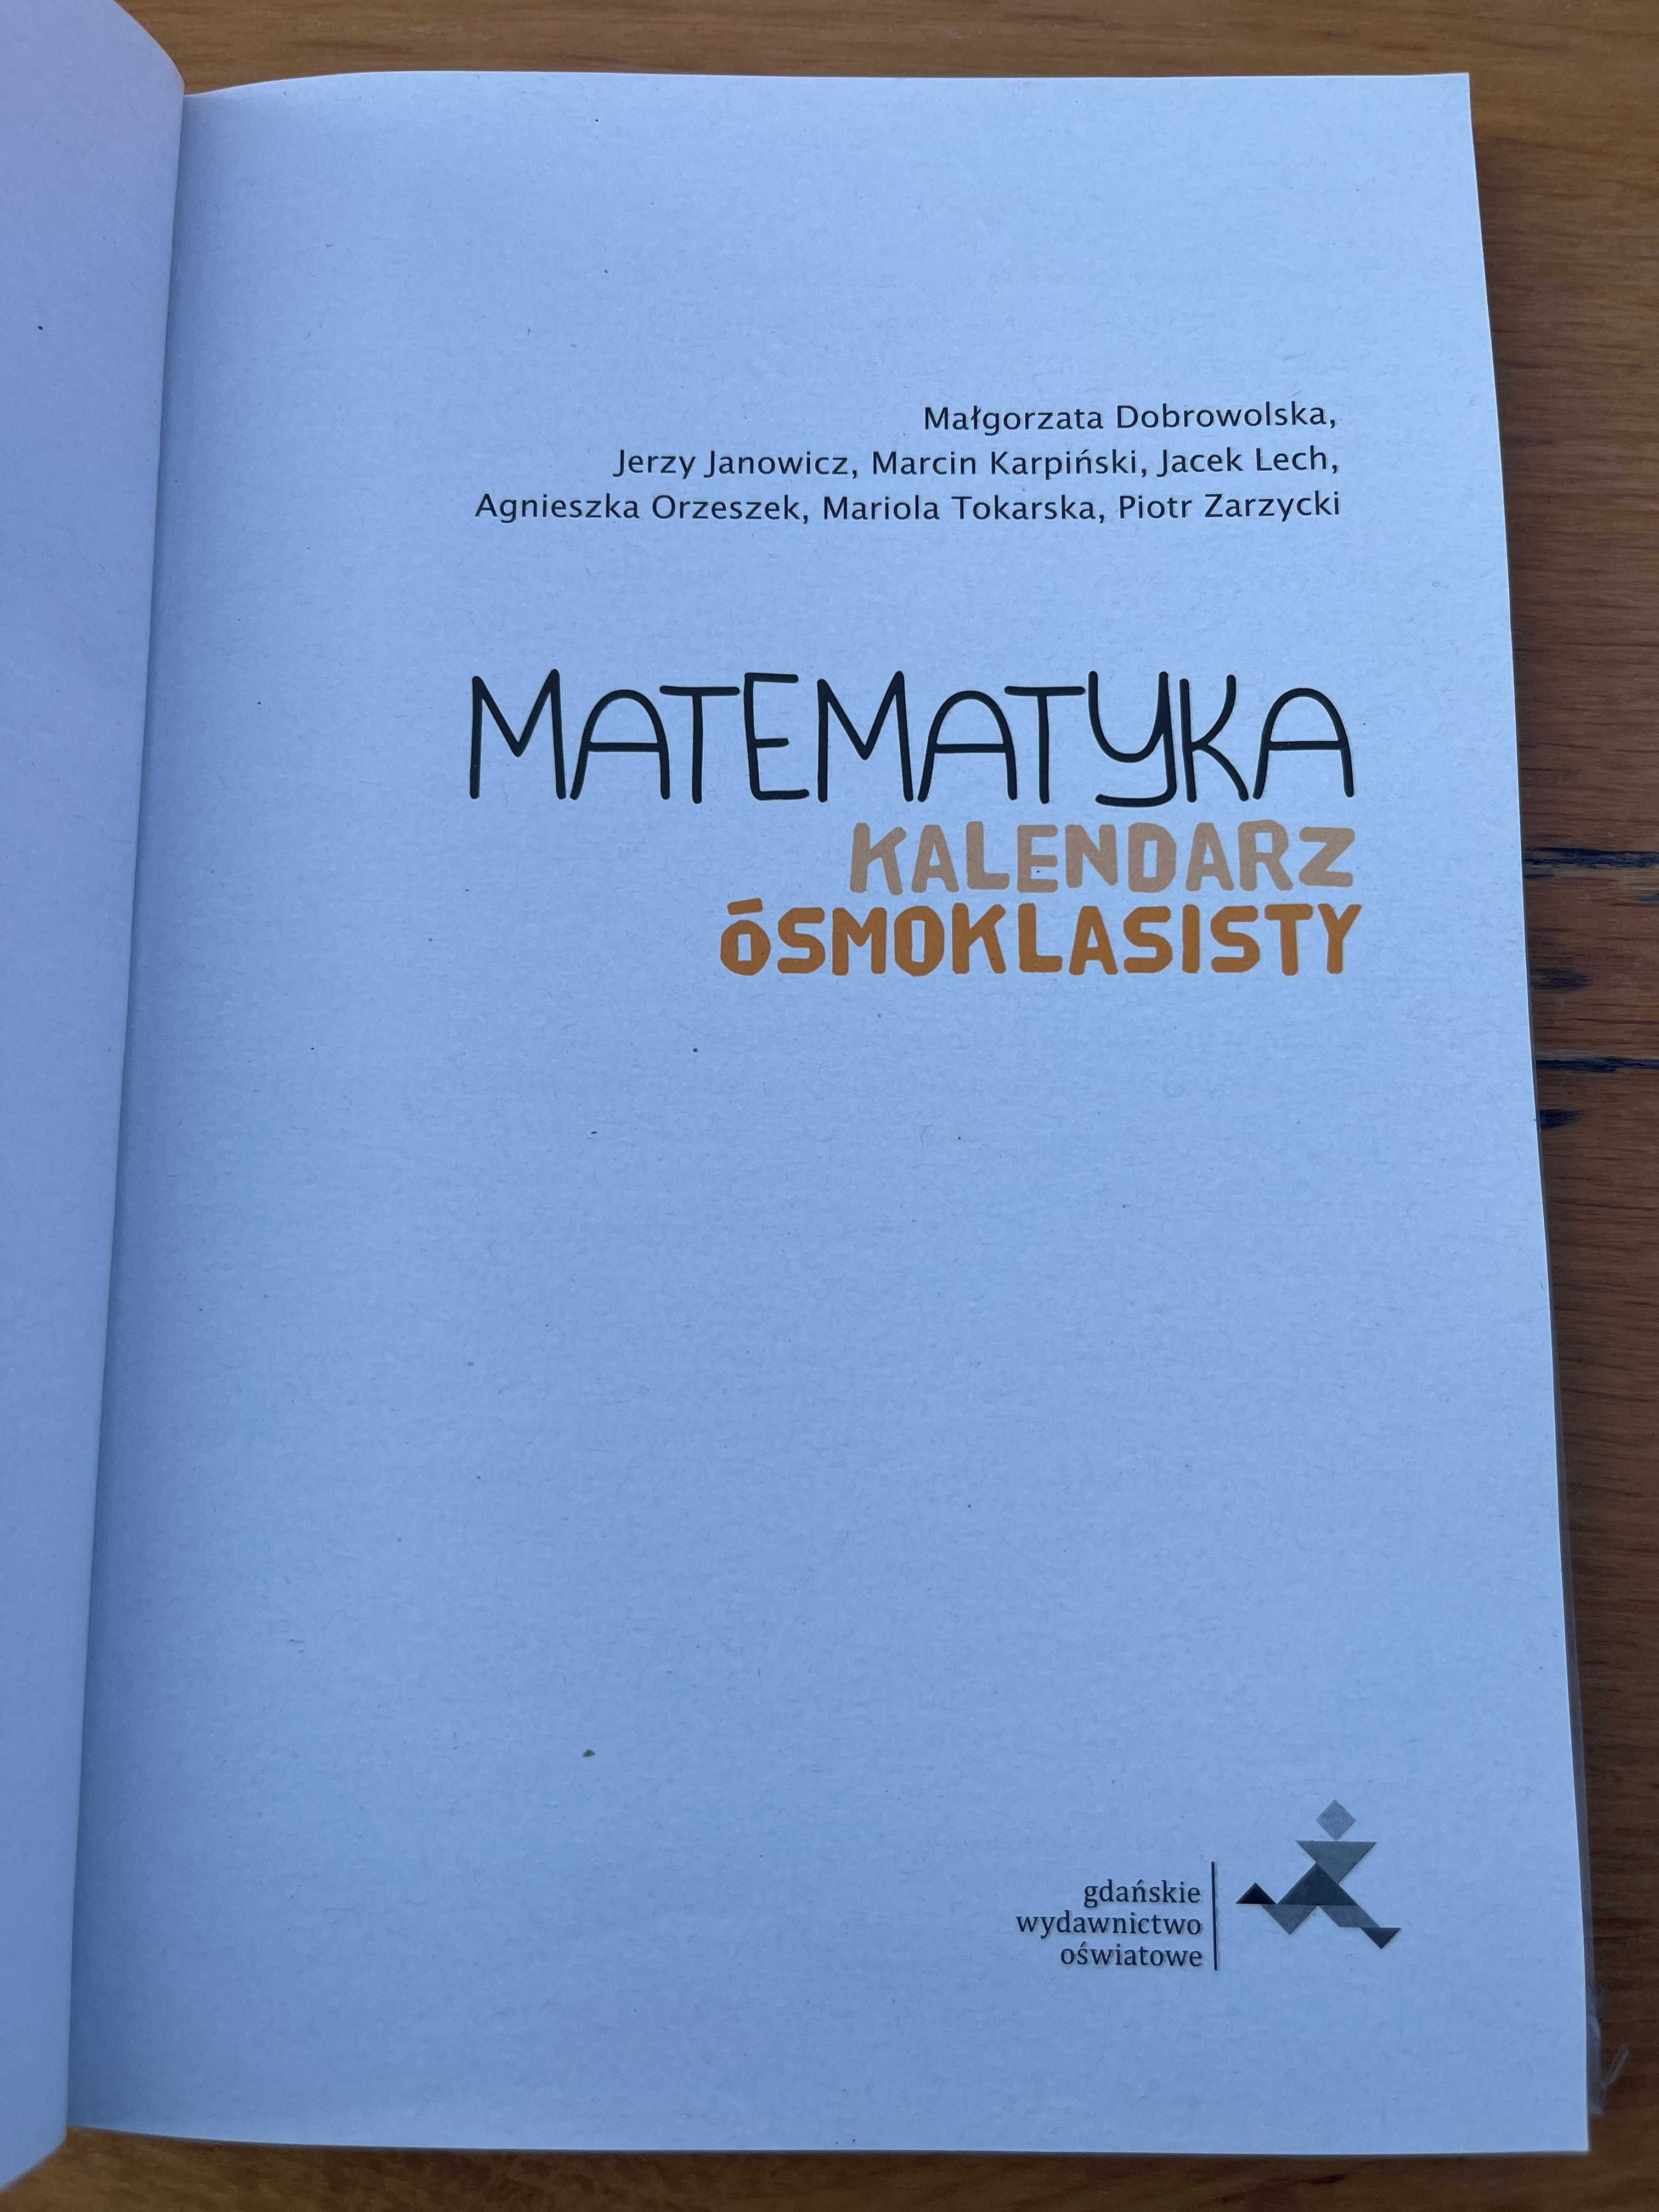 Małgorzata Dobrowolska,
Jerzy Janowicz, Marcin Karpiński, Jacek Lech,
Agnieszka Orzeszek, Mariola Tokarska, Piotr Zarzycki
MATEMATYKA
KALENDARZ
ÓSMOKLASISTY
gdańskie
wydawnictwo
oświatowe